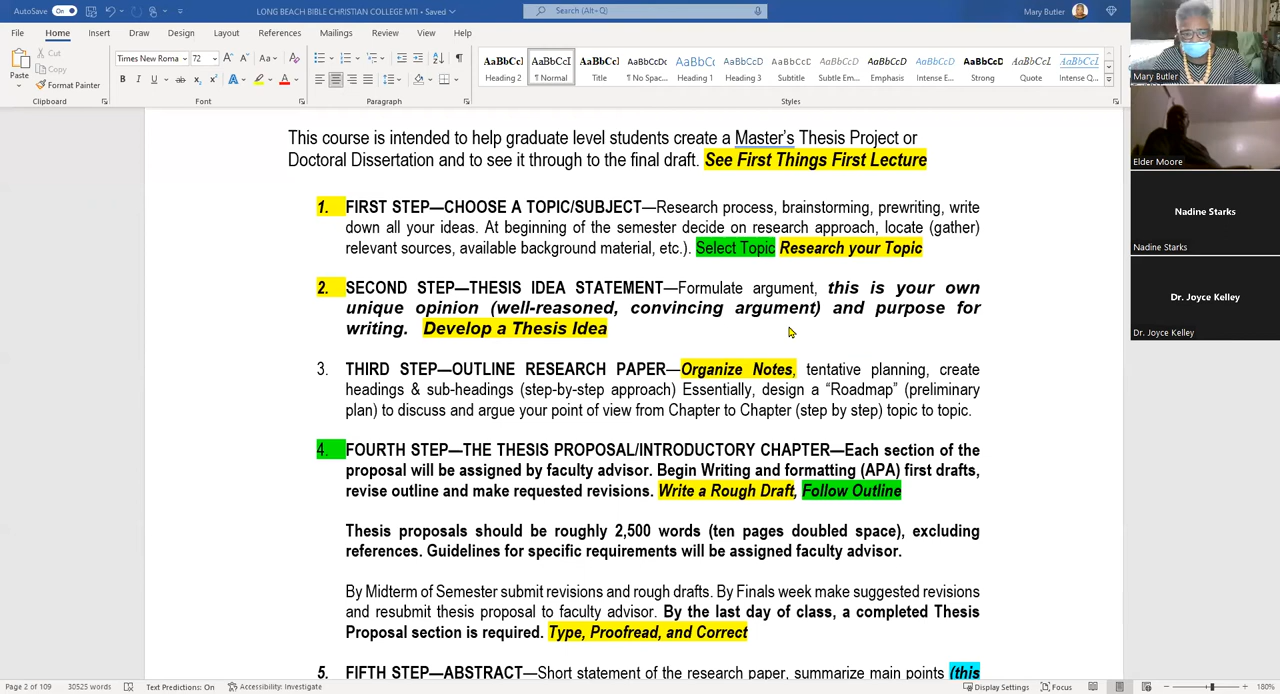 AutoSave On
LONG BEACH BIBLE CHRISTIAN COLLEGE MTI • Saved
Search (Alt+Q)
Mary Butler
File Home Insert Draw Design Layout References Mailings Review View Help
Cut
Copy
Format Painter
Paste
Times New Roma 72
Clipboard Font Paragraph Styles
AaBbCc AaBbCcI AaBbCcI AaBbCcDc AaBbC AaBbCcL AaBbCcD AaBbCcD AaBbCcDc AaBbCcDc AaBbCc AaBbCcI AaBbCcI
Heading 2 ¶ Normal Title ¶ No Spac... Heading 1 Heading 3 Subtitle Subtle Em... Emphasis Intense E... Strong Quote Intense Q...
This course is intended to help graduate level students create a Master's Thesis Project or
Doctoral Dissertation and to see it through to the final draft. See First Things First Lecture
1. FIRST STEP—CHOOSE A TOPIC/SUBJECT—Research process, brainstorming, prewriting, write
down all your ideas. At beginning of the semester decide on research approach, locate (gather)
relevant sources, available background material, etc.). Select Topic Research your Topic
2. SECOND STEP—THESIS IDEA STATEMENT—Formulate argument, this is your own
unique opinion (well-reasoned, convincing argument) and purpose for
writing. Develop a Thesis Idea
3. THIRD STEP—OUTLINE RESEARCH PAPER—Organize Notes, tentative planning, create
headings & sub-headings (step-by-step approach) Essentially, design a “Roadmap” (preliminary
plan) to discuss and argue your point of view from Chapter to Chapter (step by step) topic to topic.
4. FOURTH STEP—THE THESIS PROPOSAL/INTRODUCTORY CHAPTER—Each section of the
proposal will be assigned by faculty advisor. Begin Writing and formatting (APA) first drafts,
revise outline and make requested revisions. Write a Rough Draft, Follow Outline
Thesis proposals should be roughly 2,500 words (ten pages doubled space), excluding
references. Guidelines for specific requirements will be assigned faculty advisor.
By Midterm of Semester submit revisions and rough drafts. By Finals week make suggested revisions
and resubmit thesis proposal to faculty advisor. By the last day of class, a completed Thesis
Proposal section is required. Type, Proofread, and Correct
5. FIFTH STEP—ABSTRACT—Short statement of the research paper, summarize main points (this
Page 2 of 109 30525 words Text Predictions: On Accessibility: Investigate Display Settings Focus 180%
Mary Butler
Elder Moore
Nadine Starks
Nadine Starks
Dr. Joyce Kelley
Dr. Joyce Kelley